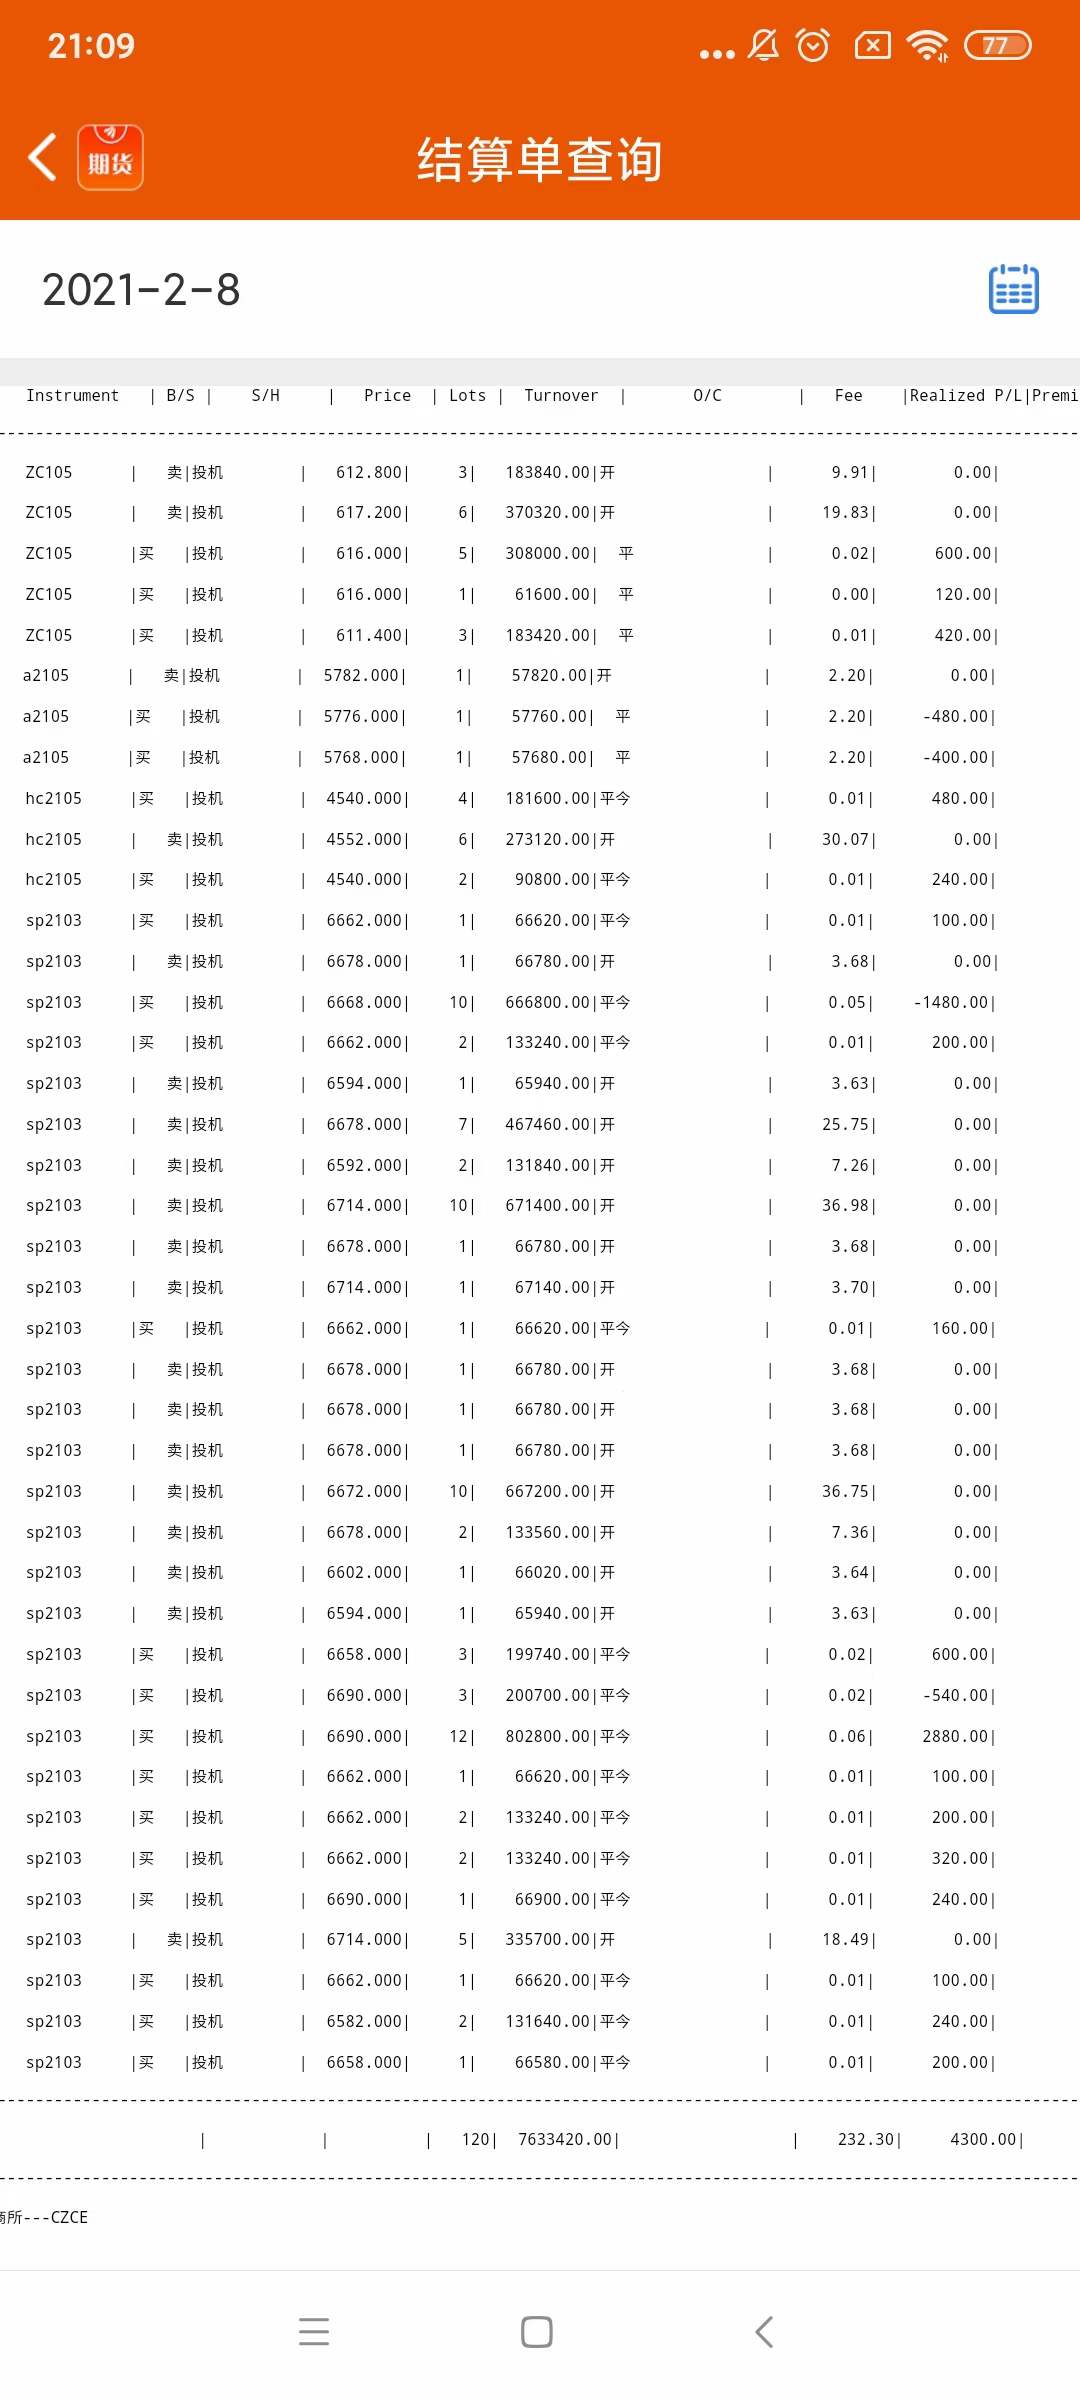 21:09
77
期货
结算单查询
2021-2-8
Instrument | B/S | S/H | Price | Lots | Turnover | O/C | Fee |Realized P/L|Premi
ZC105 | 卖|投机 | 612.800| 3| 183840.00|开 | 9.91| 0.00|
ZC105 | 卖|投机 | 617.200| 6| 370320.00|开 | 19.83| 0.00|
ZC105 |买 |投机 | 616.000| 5| 308000.00| 平 | 0.02| 600.00|
ZC105 |买 |投机 | 616.000| 1| 61600.00| 平 | 0.00| 120.00|
ZC105 |买 |投机 | 611.400| 3| 183420.00| 平 | 0.01| 420.00|
a2105 | 卖|投机 | 5782.000| 1| 57820.00|开 | 2.20| 0.00|
a2105 |买 |投机 | 5776.000| 1| 57760.00| 平 | 2.20| -480.00|
a2105 |买 |投机 | 5768.000| 1| 57680.00| 平 | 2.20| -400.00|
hc2105 |买 |投机 | 4540.000| 4| 181600.00|平今 | 0.01| 480.00|
hc2105 | 卖|投机 | 4552.000| 6| 273120.00|开 | 30.07| 0.00|
hc2105 |买 |投机 | 4540.000| 2| 90800.00|平今 | 0.01| 240.00|
sp2103 |买 |投机 | 6662.000| 1| 66620.00|平今 | 0.01| 100.00|
sp2103 | 卖|投机 | 6678.000| 1| 66780.00|开 | 3.68| 0.00|
sp2103 |买 |投机 | 6668.000| 10| 666800.00|平今 | 0.05| -1480.00|
sp2103 |买 |投机 | 6662.000| 2| 133240.00|平今 | 0.01| 200.00|
sp2103 | 卖|投机 | 6594.000| 1| 65940.00|开 | 3.63| 0.00|
sp2103 | 卖|投机 | 6678.000| 7| 467460.00|开 | 25.75| 0.00|
sp2103 | 卖|投机 | 6592.000| 2| 131840.00|开 | 7.26| 0.00|
sp2103 | 卖|投机 | 6714.000| 10| 671400.00|开 | 36.98| 0.00|
sp2103 | 卖|投机 | 6678.000| 1| 66780.00|开 | 3.68| 0.00|
sp2103 | 卖|投机 | 6714.000| 1| 67140.00|开 | 3.70| 0.00|
sp2103 |买 |投机 | 6662.000| 1| 66620.00|平今 | 0.01| 160.00|
sp2103 | 卖|投机 | 6678.000| 1| 66780.00|开 | 3.68| 0.00|
sp2103 | 卖|投机 | 6678.000| 1| 66780.00|开 | 3.68| 0.00|
sp2103 | 卖|投机 | 6678.000| 1| 66780.00|开 | 3.68| 0.00|
sp2103 | 卖|投机 | 6672.000| 10| 667200.00|开 | 36.75| 0.00|
sp2103 | 卖|投机 | 6678.000| 2| 133560.00|开 | 7.36| 0.00|
sp2103 | 卖|投机 | 6602.000| 1| 66020.00|开 | 3.64| 0.00|
sp2103 | 卖|投机 | 6594.000| 1| 65940.00|开 | 3.63| 0.00|
sp2103 |买 |投机 | 6658.000| 3| 199740.00|平今 | 0.02| 600.00|
sp2103 |买 |投机 | 6690.000| 3| 200700.00|平今 | 0.02| -540.00|
sp2103 |买 |投机 | 6690.000| 12| 802800.00|平今 | 0.06| 2880.00|
sp2103 |买 |投机 | 6662.000| 1| 66620.00|平今 | 0.01| 100.00|
sp2103 |买 |投机 | 6662.000| 2| 133240.00|平今 | 0.01| 200.00|
sp2103 |买 |投机 | 6662.000| 2| 133240.00|平今 | 0.01| 320.00|
sp2103 |买 |投机 | 6690.000| 1| 66900.00|平今 | 0.01| 240.00|
sp2103 | 卖|投机 | 6714.000| 5| 335700.00|开 | 18.49| 0.00|
sp2103 |买 |投机 | 6662.000| 1| 66620.00|平今 | 0.01| 100.00|
sp2103 |买 |投机 | 6582.000| 2| 131640.00|平今 | 0.01| 240.00|
sp2103 |买 |投机 | 6658.000| 1| 66580.00|平今 | 0.01| 200.00|
| | | 120| 7633420.00| | 232.30| 4300.00|
商所---CZCE